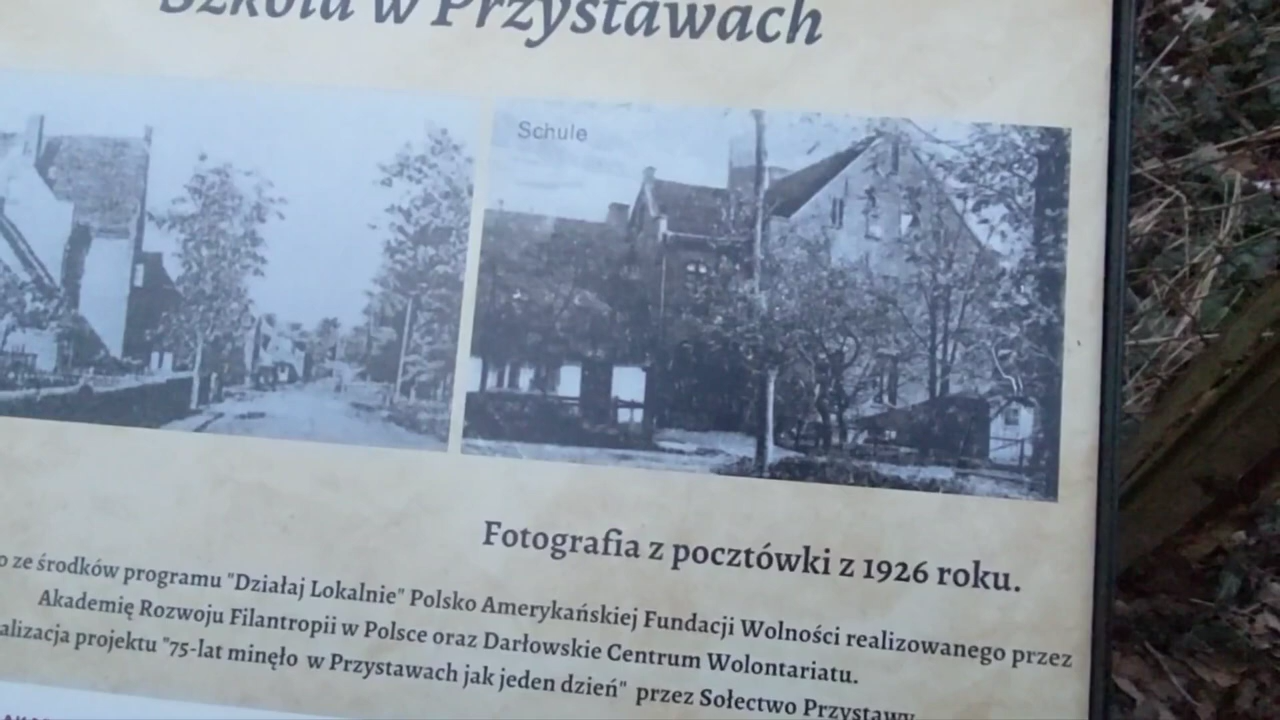 Szkoła w Przystawach
Schule
Fotografia z pocztówki z 1926 roku.
ze środków programu "Działaj Lokalnie" Polsko Amerykańskiej Fundacji Wolności realizowanego przez
Akademię Rozwoju Filantropii w Polsce oraz Darłowskie Centrum Wolontariatu.
alizacja projektu "75-lat minęło w Przystawach jak jeden dzień" przez Sołectwo Przystawy